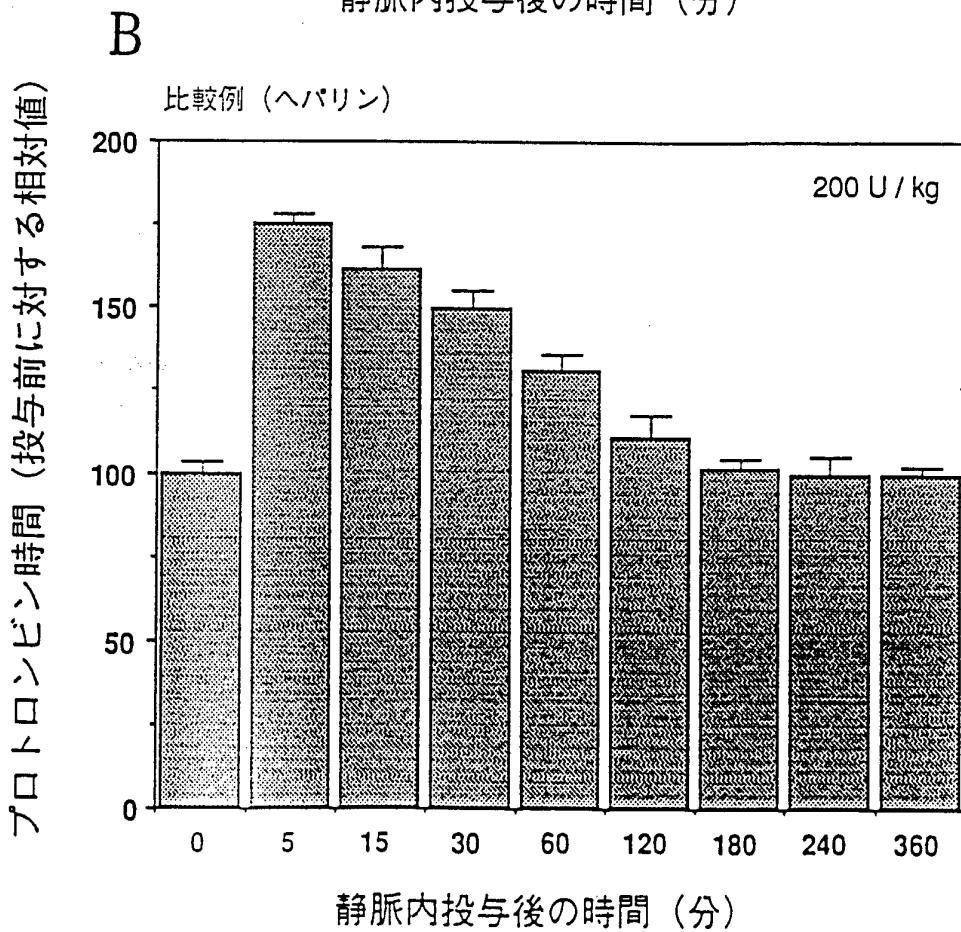 静脈内投与後の時間（分）
B
比較例（ヘパリン）
200 U / kg
プロトロンビン時間（投与前に対する相対値）
200
150
100
50
0
0 5 15 30 60 120 180 240 360
静脈内投与後の時間（分）